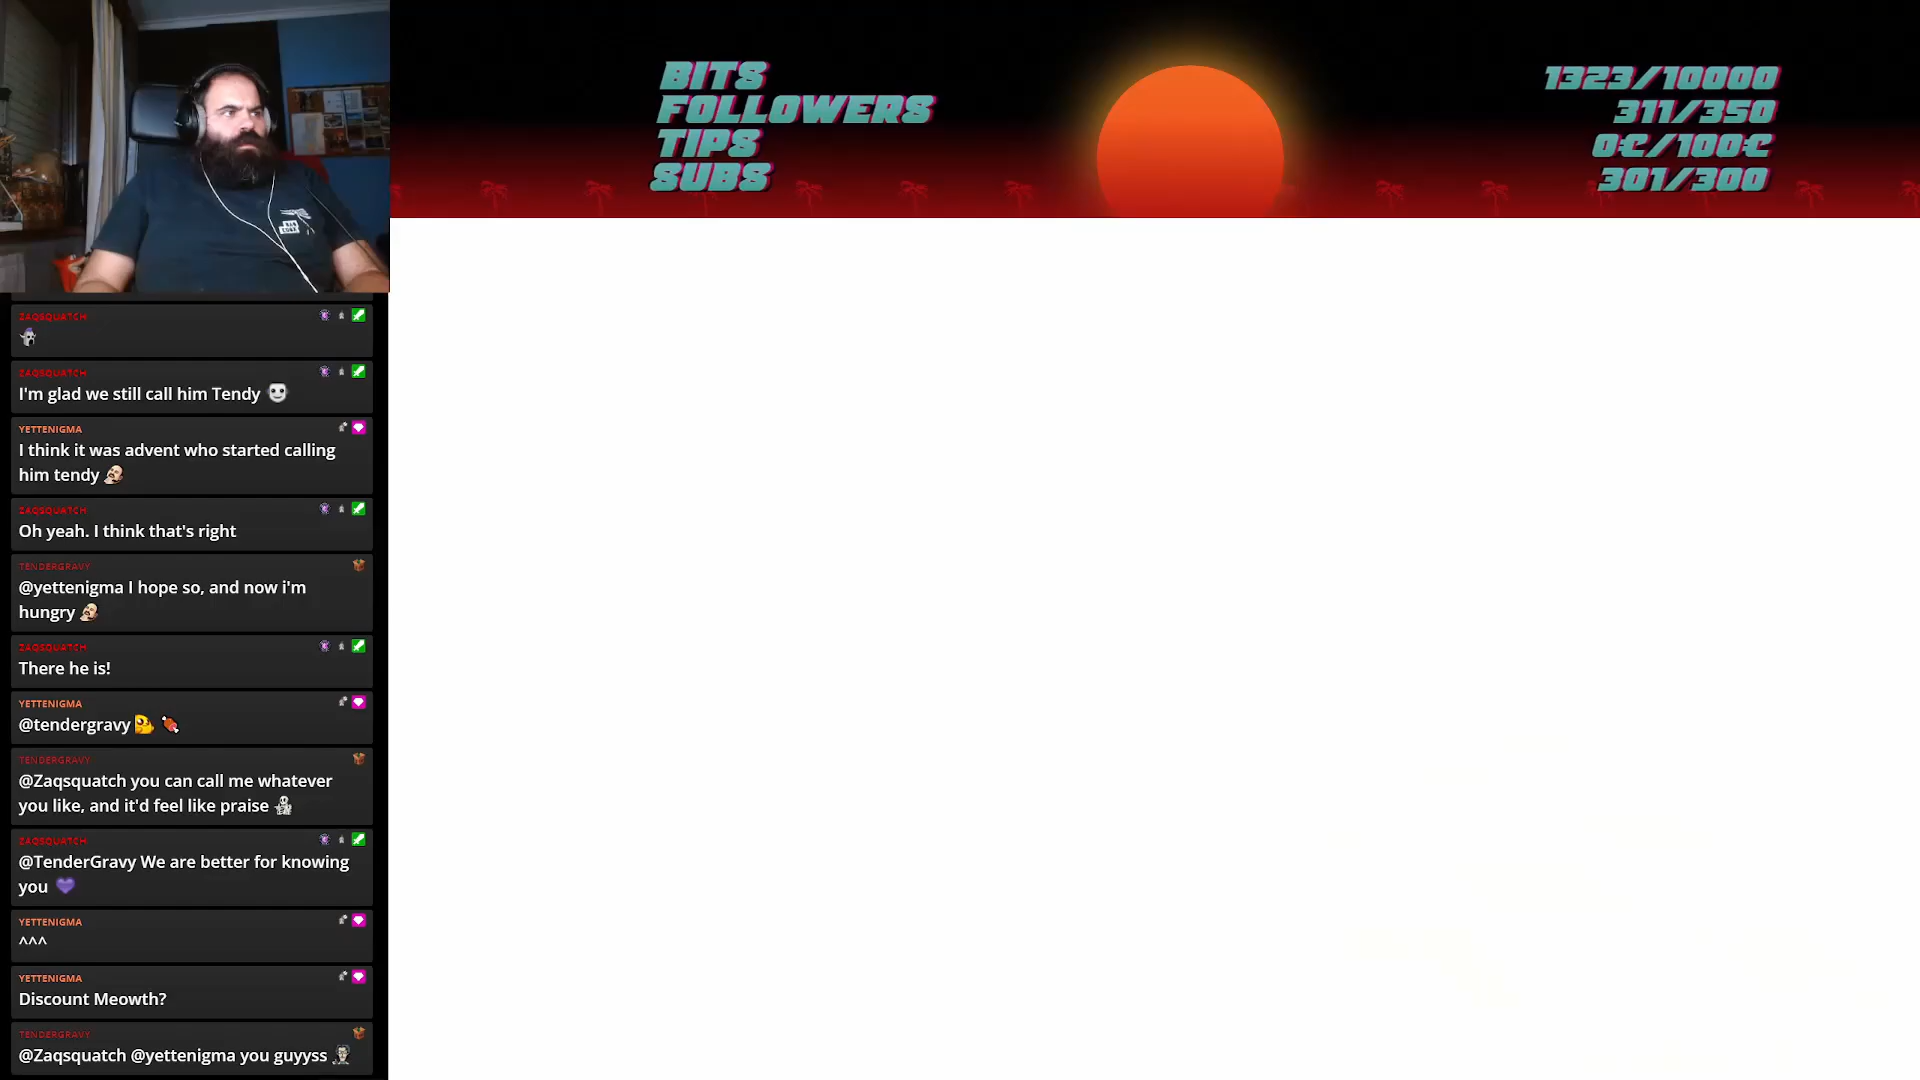 BITS
FOLLOWERS
TIPS
SUBS
1323/10000
311/350
0€/100€
301/300
ZAQSQUATCH
ZAQSQUATCH
I'm glad we still call him Tendy
YETTENIGMA
I think it was advent who started calling
him tendy
ZAQSQUATCH
Oh yeah. I think that's right
TENDERGRAVY
@yettenigma I hope so, and now i'm
hungry
ZAQSQUATCH
There he is!
YETTENIGMA
@tendergravy
TENDERGRAVY
@Zaqsquatch you can call me whatever
you like, and it'd feel like praise
ZAQSQUATCH
@TenderGravy We are better for knowing
you
YETTENIGMA
^^^
YETTENIGMA
Discount Meowth?
TENDERGRAVY
@Zaqsquatch @yettenigma you guyyss